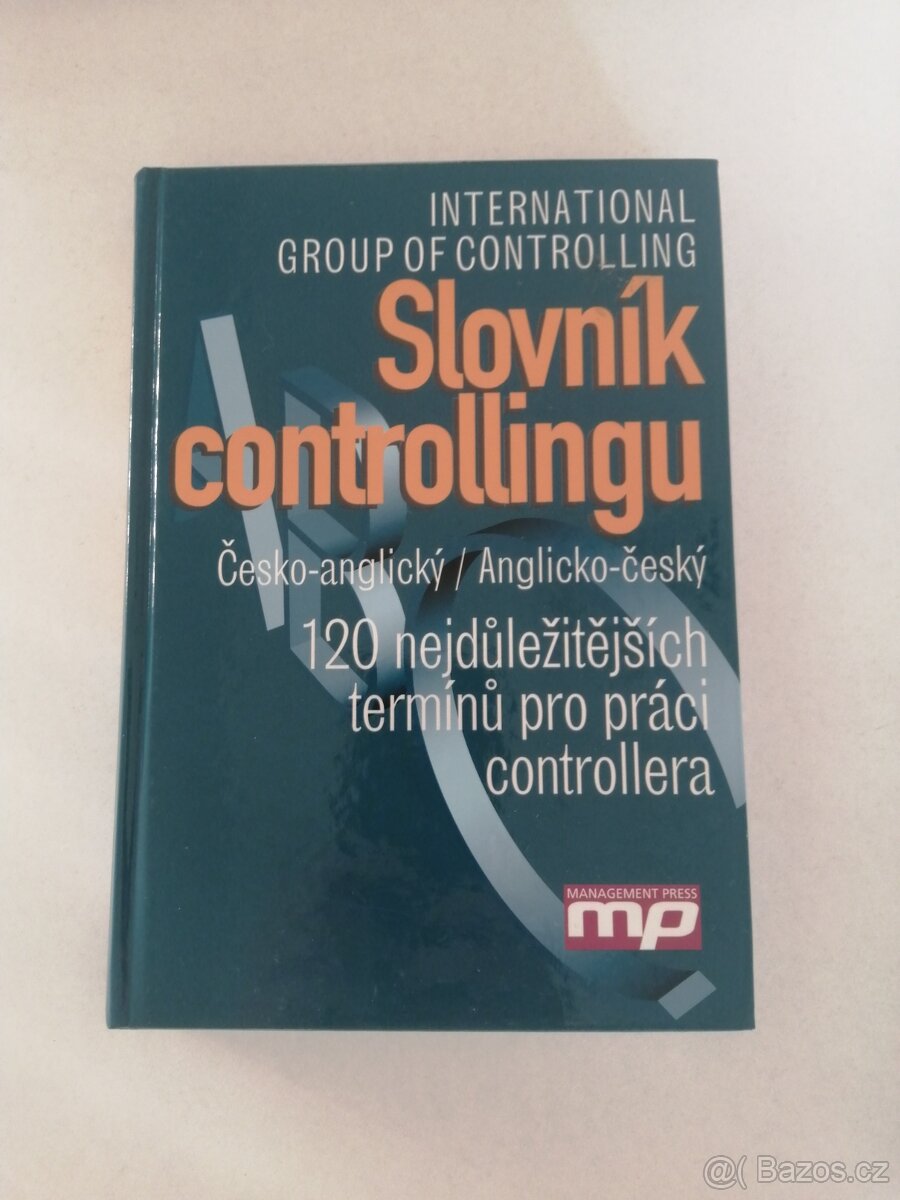 INTERNATIONAL
GROUP OF CONTROLLING
Slovník
controllingu
Česko-anglický / Anglicko-český
120 nejdůležitějších
termínů pro práci
controllera
MANAGEMENT PRESS
mp
@( Bazos.cz